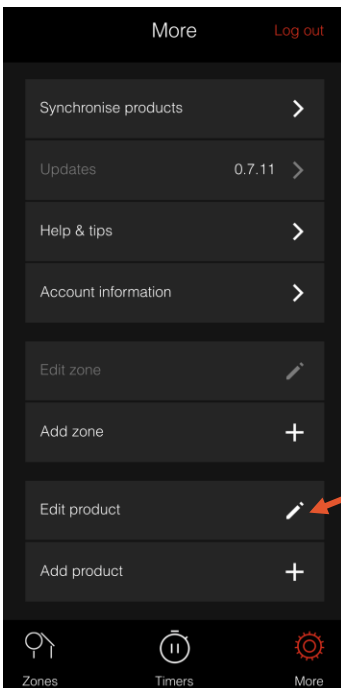 More Log out
Synchronise products
Updates 0.7.11
Help & tips
Account information
Edit zone
Add zone
Edit product
Add product
Zones Timers More